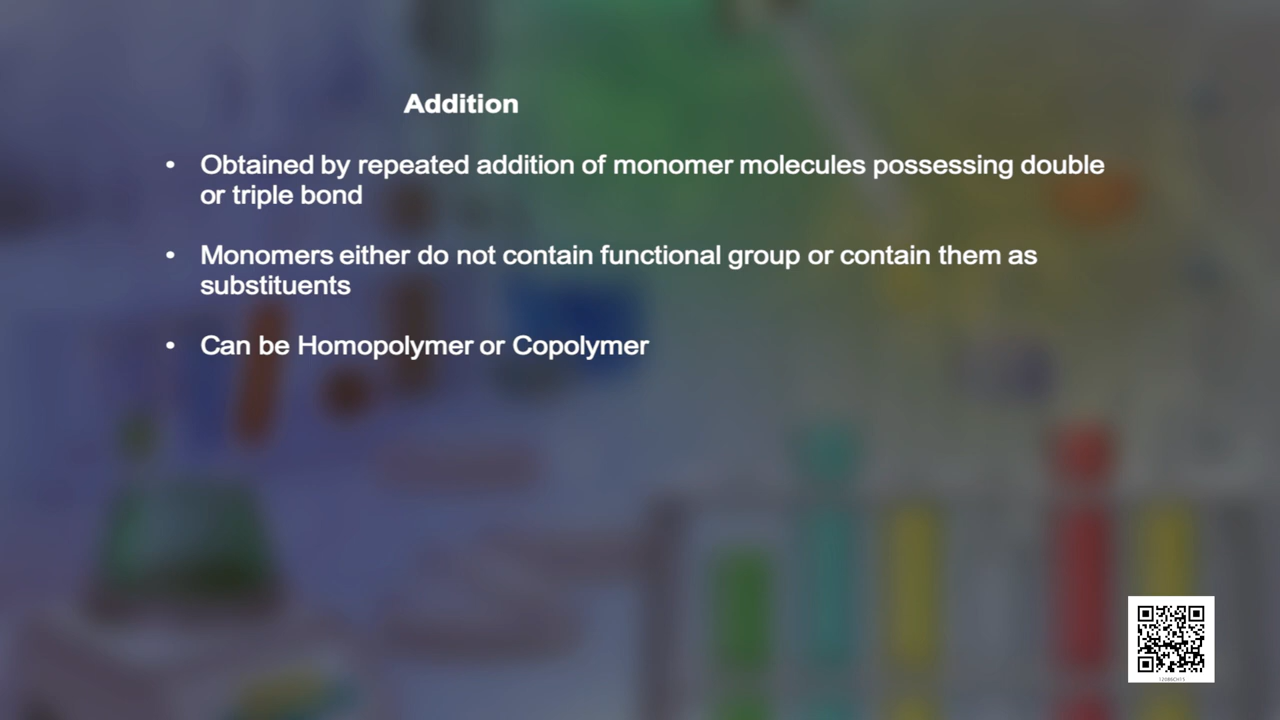 Addition
• Obtained by repeated addition of monomer molecules possessing double
or triple bond
• Monomers either do not contain functional group or contain them as
substituents
• Can be Homopolymer or Copolymer